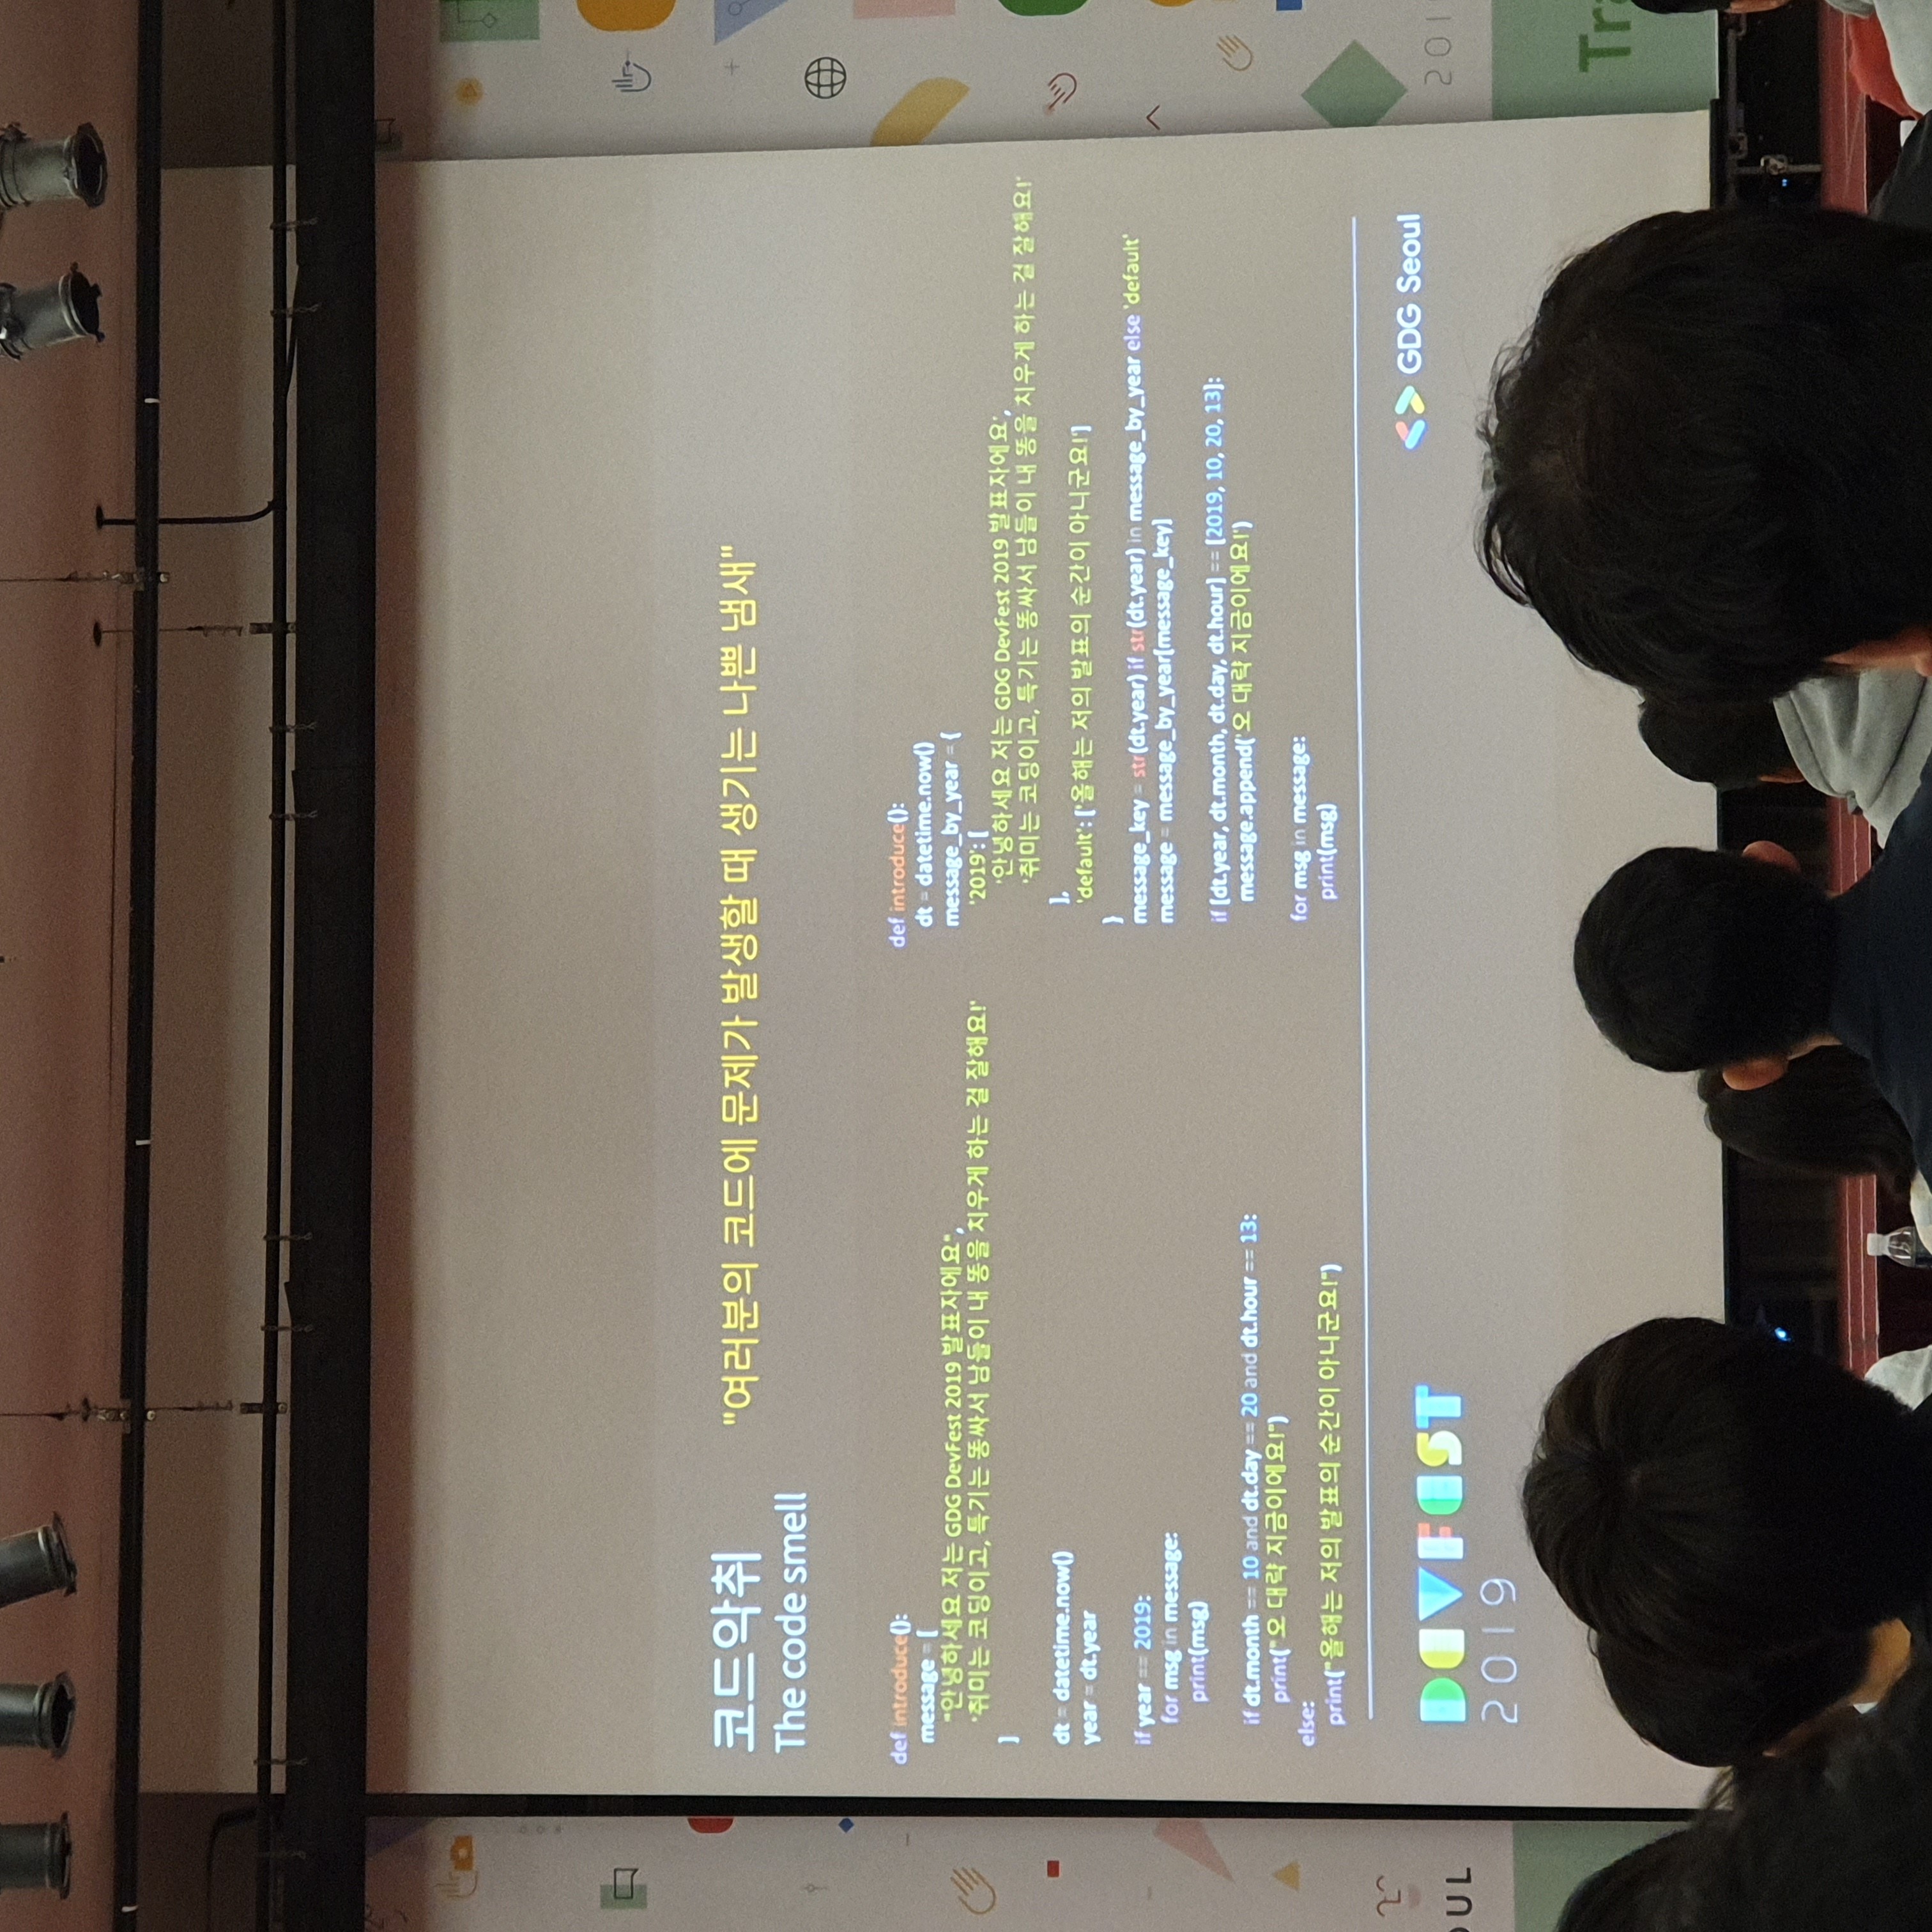 코드악취
"여러분의 코드에 문제가 발생할 때 생기는 나쁜 냄새"
The code smell
def introduce():
message = [
"안녕하세요 저는 GDG DevFest 2019 발표자에요",
'취미는 코딩이고, 특기는 똥싸서 남들이 내 똥을 치우게 하는 걸 잘해요!'
]
dt = datetime.now()
year = dt.year
if year == 2019:
for msg in message:
print(msg)
if dt.month == 10 and dt.day == 20 and dt.hour == 13:
print("오 대략 지금이에요!")
else:
print("올해는 저의 발표의 순간이 아니군요!")
def introduce():
dt = datetime.now()
message_by_year = {
'2019': [
'안녕하세요 저는 GDG DevFest 2019 발표자에요',
'취미는 코딩이고, 특기는 똥싸서 남들이 내 똥을 치우게 하는 걸 잘해요!'
],
'default': ['올해는 저의 발표의 순간이 아니군요!']
}
message_key = str(dt.year) if str(dt.year) in message_by_year else 'default'
message = message_by_year[message_key]
if [dt.year, dt.month, dt.day, dt.hour] == [2019, 10, 20, 13]:
message.append('오 대략 지금이에요!')
for msg in message:
print(msg)
DEVFEST
2019
GDG Seoul
OUL
201
Tra